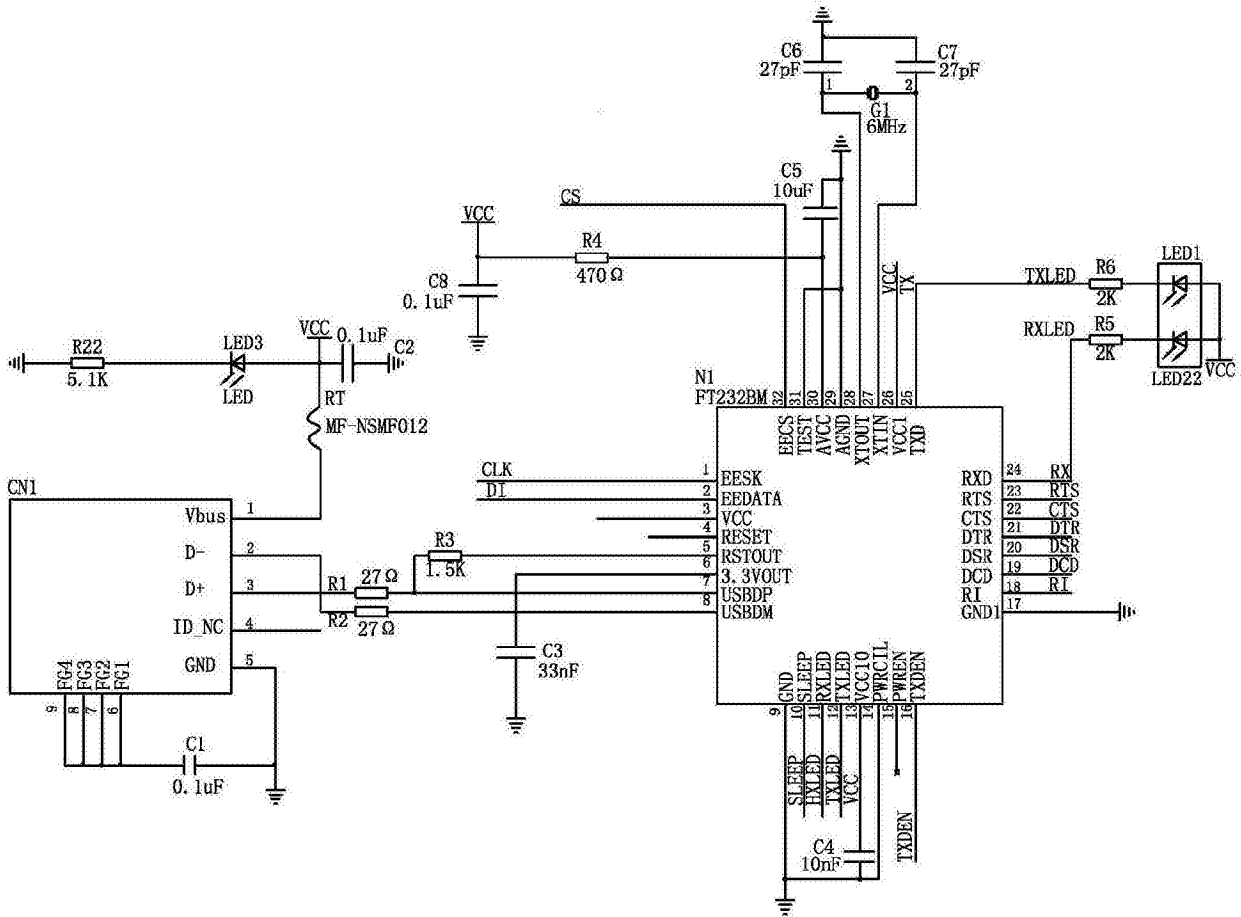 C6
27pF
C7
27pF
1
2
G1
6MHz
C5
10uF
CS
VCC
R4
470Ω
C8
0.1uF
VCC
TX
TXLED
R6
2K
LED1
RXLED
R5
2K
LED22
VCC
R22
5.1K
LED3
LED
VCC
0.1uF
C2
RT
MF-NSMF012
N1
FT232BM
32
31
30
29
28
27
26
25
EECS
TEST
AVCC
AGND
XTOUT
XTIN
VCC1
TXD
CLK
1
EESK
DI
2
EEDATA
3
VCC
4
RESET
5
RSTOUT
6
3.3VOUT
7
USBDP
8
USBDM
RXD
24
RX
RTS
23
RTS
CTS
22
CTS
DTR
21
DTR
DSR
20
DSR
DCD
19
DCD
RI
18
RI
GND1
17
CN1
Vbus
1
D-
2
D+
3
ID_NC
4
GND
5
FG4
FG3
FG2
FG1
9
8
7
6
C1
0.1uF
R3
1.5K
R1
27Ω
R2
27Ω
C3
33nF
GND
SLEEP
RXLED
TXLED
VCC10
PWRCIL
PWREN
TXDEN
9
10
11
12
13
14
15
16
SLEEP
HXLED
TXLED
VCC
TXDEN
C4
10nF